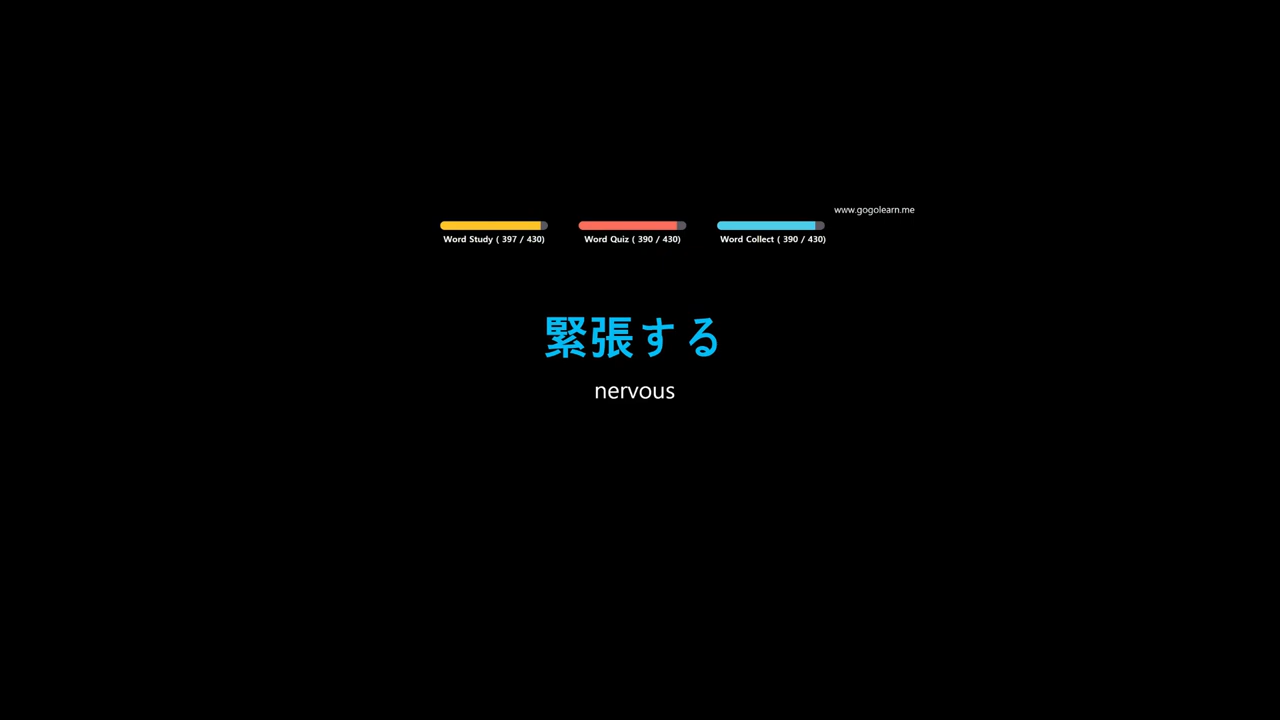 www.gogolearn.me
Word Study ( 397 / 430)
Word Quiz ( 390 / 430)
Word Collect ( 390 / 430)
緊張する
nervous